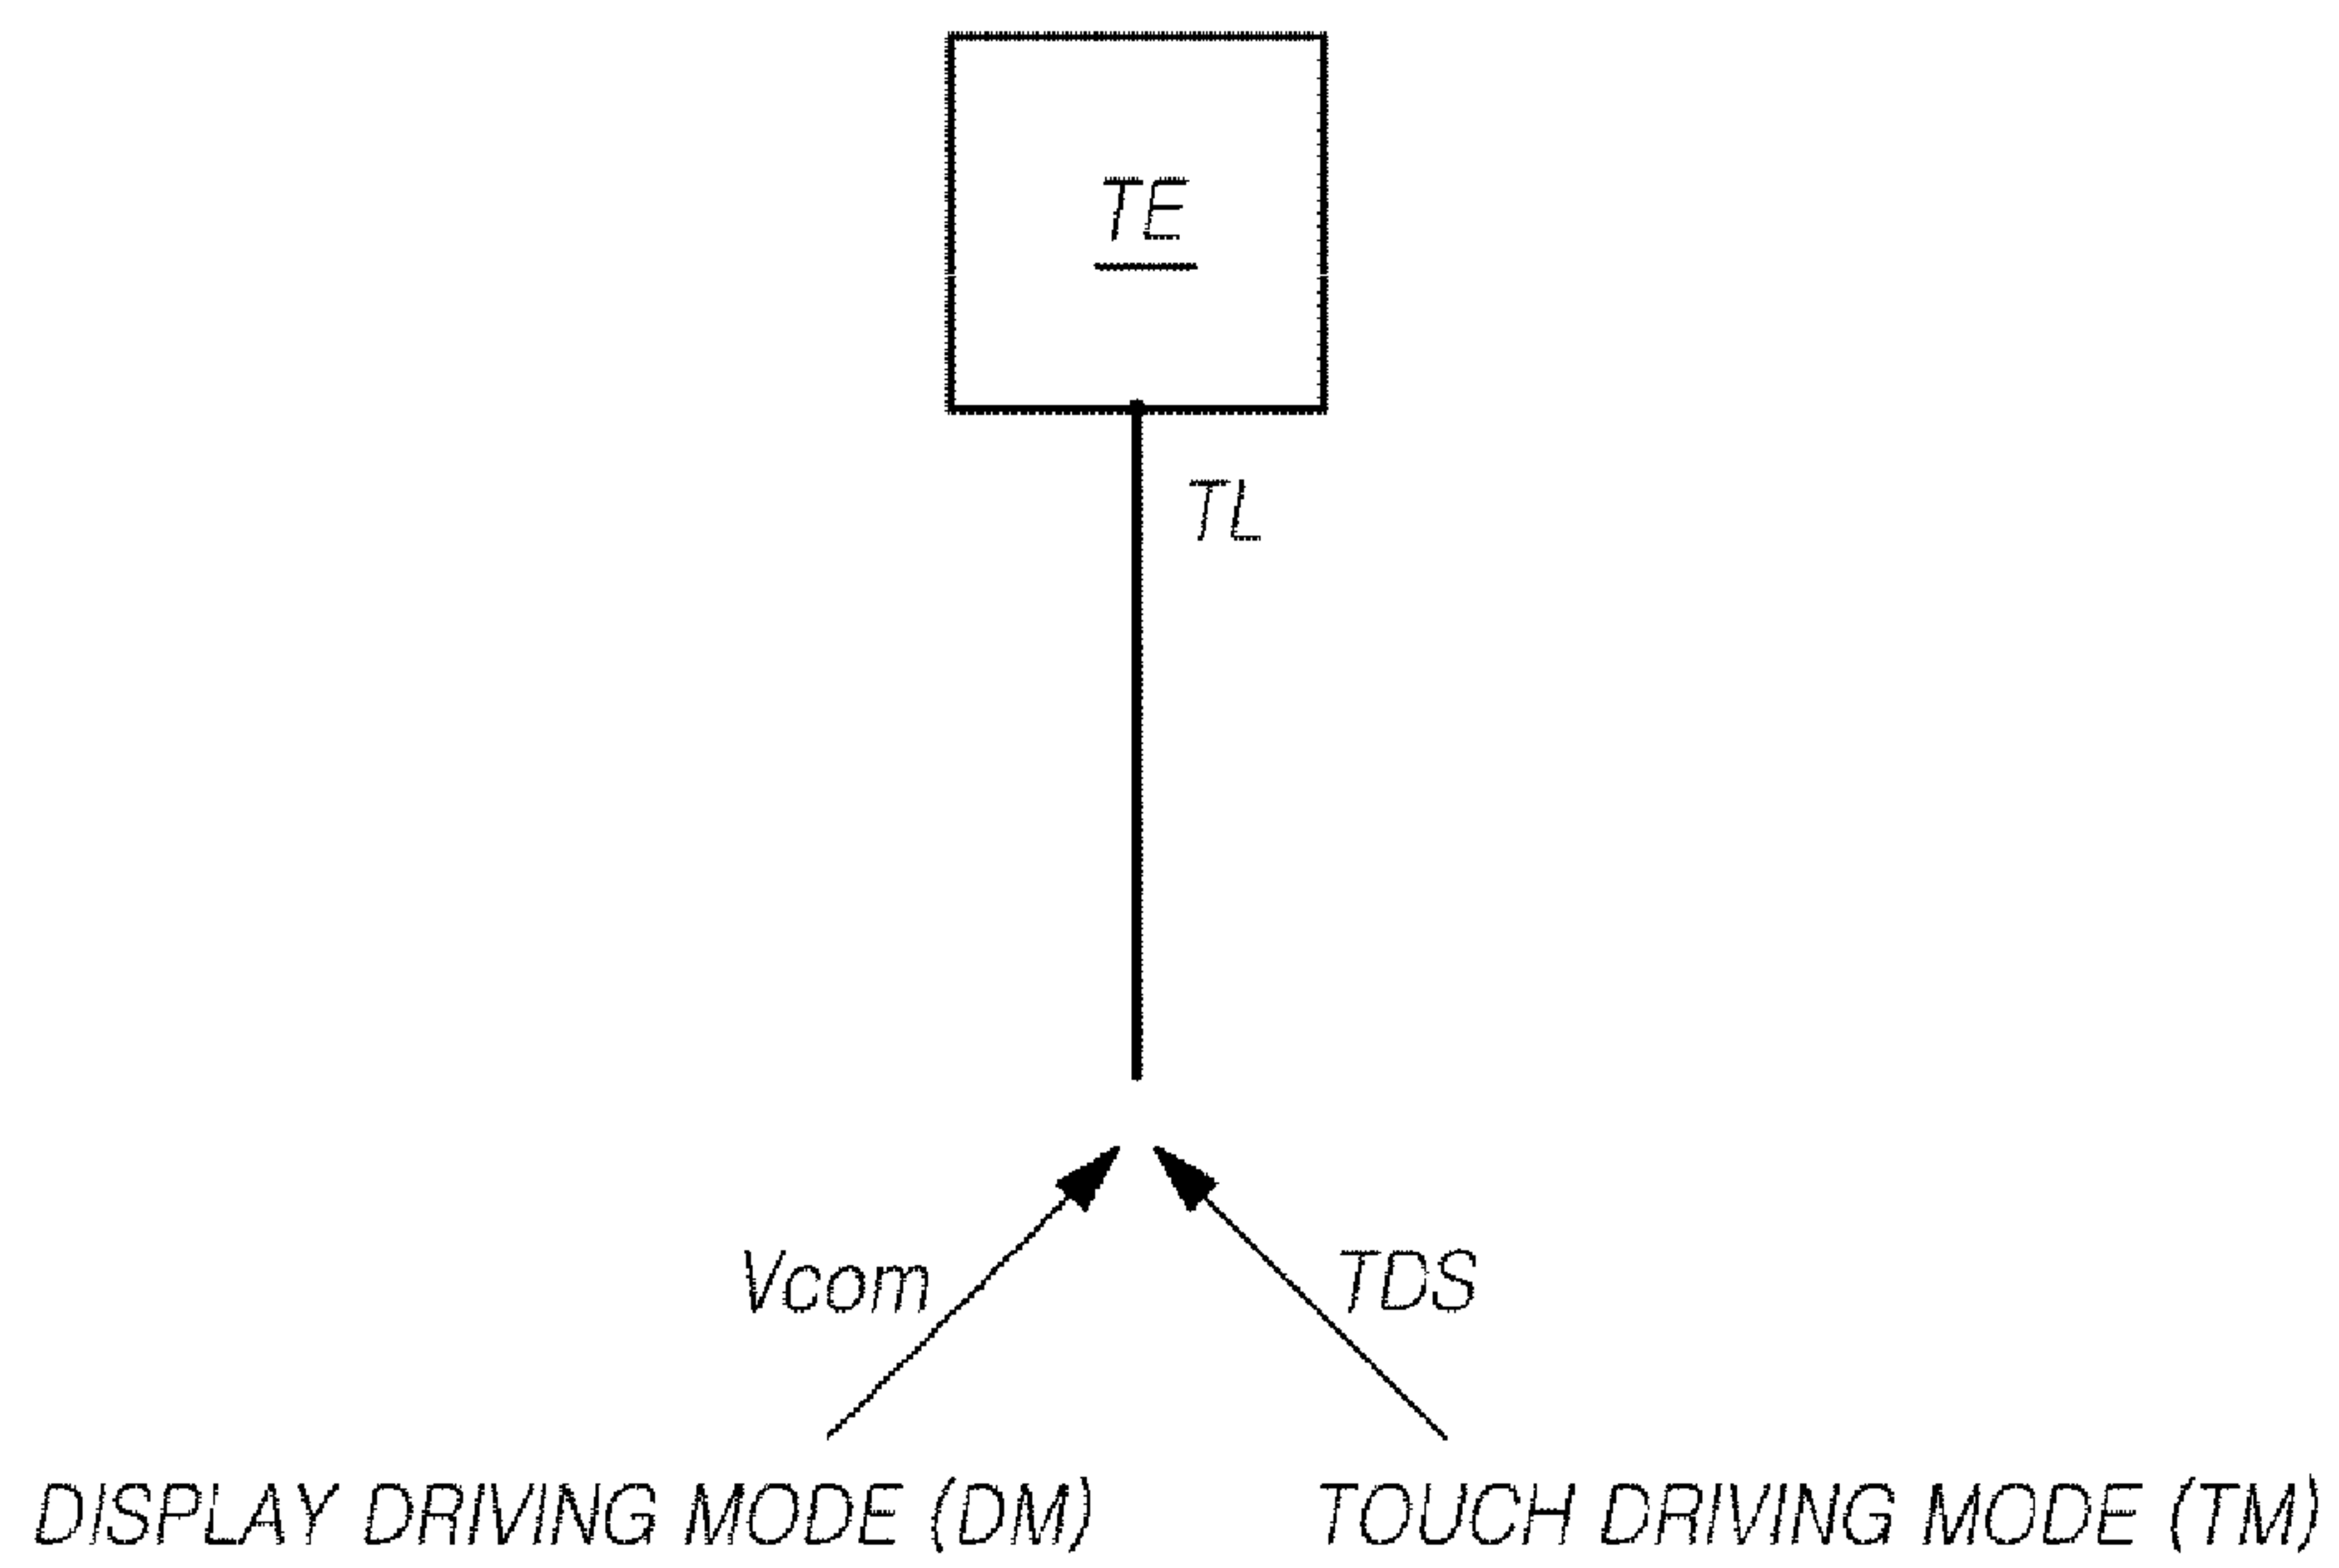 TE
TL
Vcom
TDS
DISPLAY DRIVING MODE (DM)
TOUCH DRIVING MODE (TM)